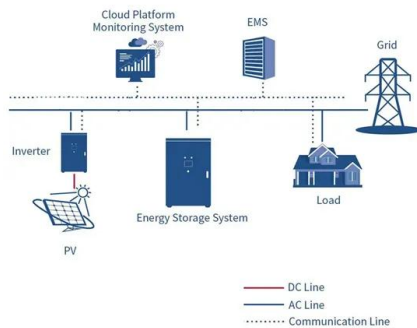 Cloud Platform
Monitoring System
EMS
Grid
Inverter
Energy Storage System
Load
PV
DC Line
AC Line
Communication Line